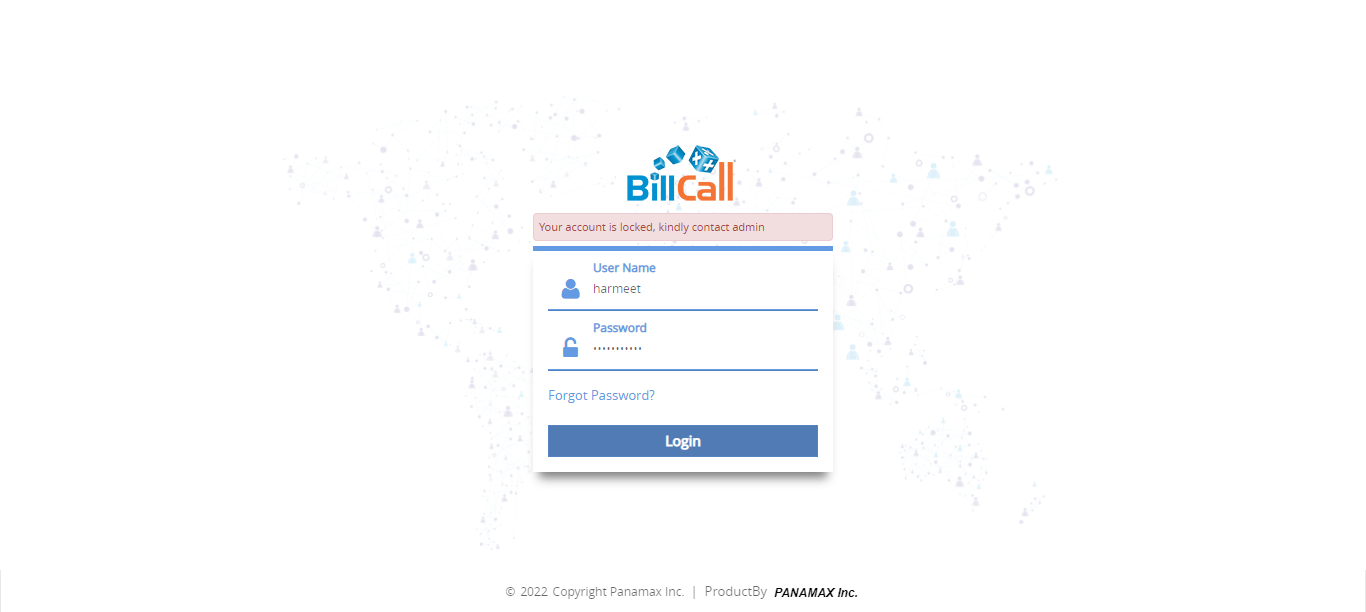 BillCall
Your account is locked, kindly contact admin
User Name
harmeet
Password
•••••••••••
Forgot Password?
Login
© 2022 Copyright Panamax Inc. | ProductBy PANAMAX Inc.